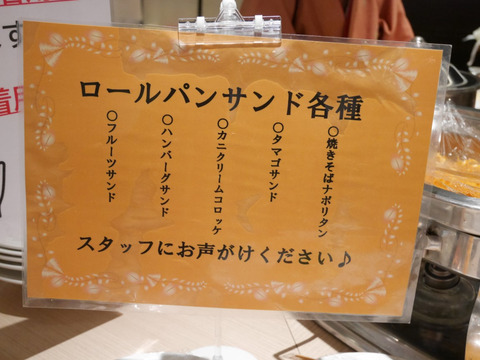 ロールパンサンド各種
○焼きそばナポリタン
○タマゴサンド
○カニクリームコロッケ
○ハンバーグサンド
○フルーツサンド
スタッフにお声がけください♪